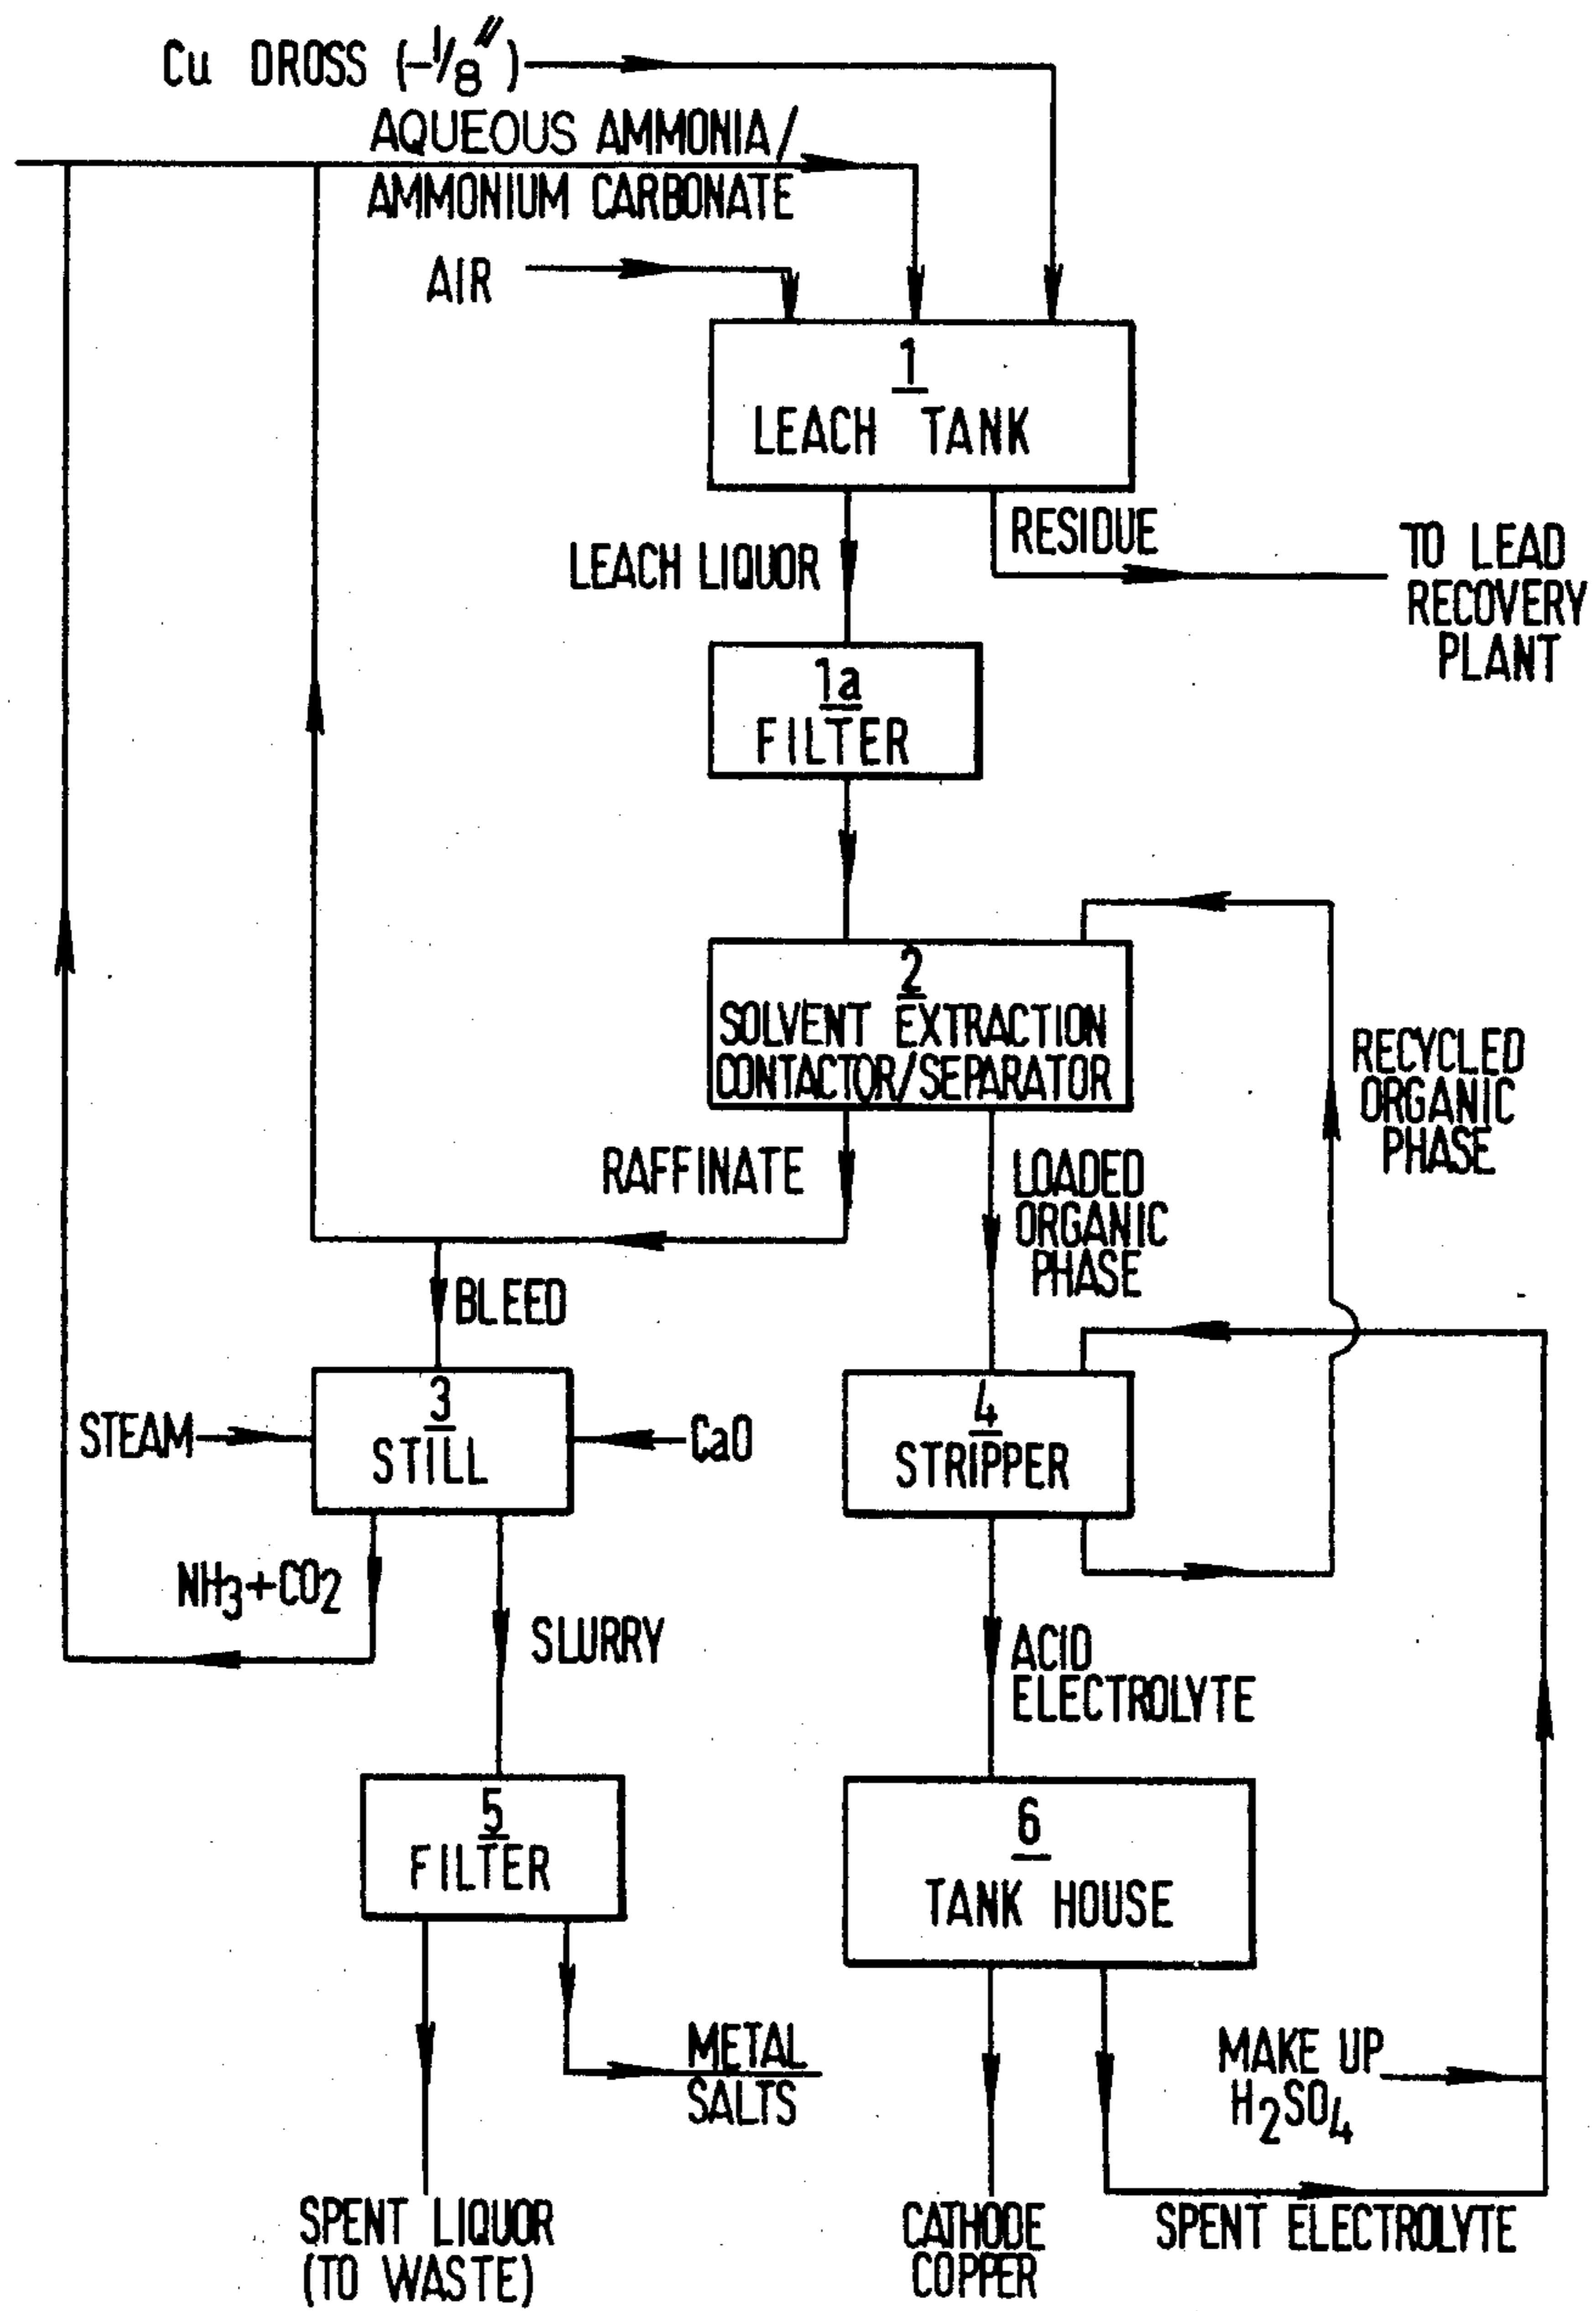 Cu DROSS (-1/8")
AQUEOUS AMMONIA/
AMMONIUM CARBONATE
AIR
1
LEACH TANK
RESIDUE
LEACH LIQUOR
TO LEAD
RECOVERY
PLANT
1a
FILTER
2
SOLVENT EXTRACTION
CONTACTOR/SEPARATOR
RECYCLED
ORGANIC
PHASE
RAFFINATE
LOADED
ORGANIC
PHASE
BLEED
3
STILL
STEAM
CaO
4
STRIPPER
NH3+CO2
SLURRY
ACID
ELECTROLYTE
5
FILTER
6
TANK HOUSE
METAL
SALTS
MAKE UP
H2SO4
SPENT LIQUOR
(TO WASTE)
CATHODE
COPPER
SPENT ELECTROLYTE